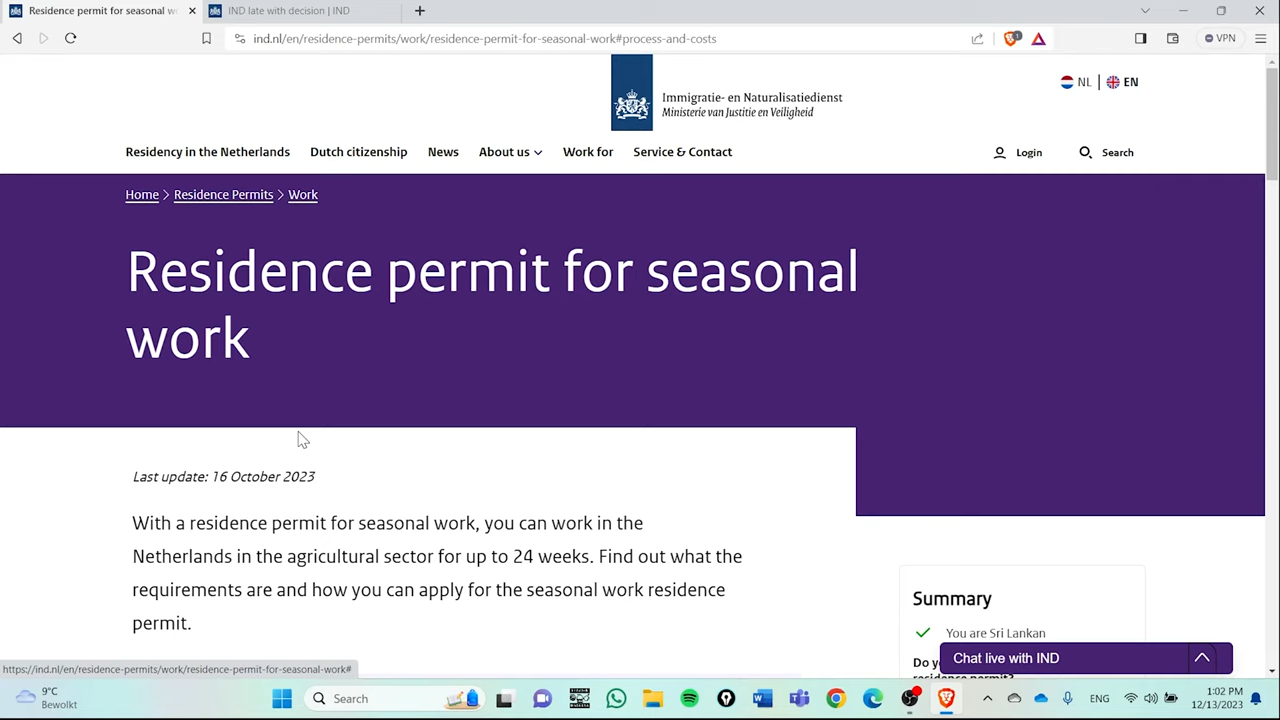 Residence permit for seasonal wo
IND late with decision | IND
ind.nl/en/residence-permits/work/residence-permit-for-seasonal-work#process-and-costs
1
VPN
Immigratie- en Naturalisatiedienst
Ministerie van Justitie en Veiligheid
NL | EN
Residency in the Netherlands
Dutch citizenship
News
About us
Work for
Service & Contact
Login
Search
Home > Residence Permits > Work
Residence permit for seasonal
work
Last update: 16 October 2023
With a residence permit for seasonal work, you can work in the
Netherlands in the agricultural sector for up to 24 weeks. Find out what the
requirements are and how you can apply for the seasonal work residence
permit.
Summary
You are Sri Lankan
Do yo
Chat live with IND
https://ind.nl/en/residence-permits/work/residence-permit-for-seasonal-work#
9°C
Bewolkt
Search
ENG
1:02 PM
12/13/2023